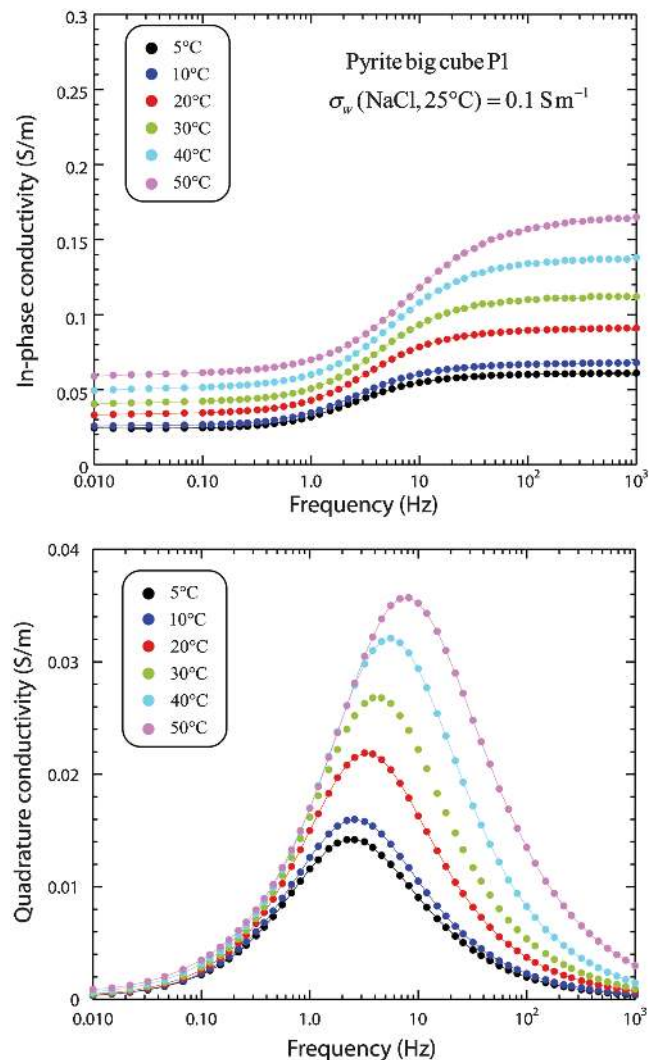 0.3
0.25
0.2
0.15
0.1
0.05
0
In-phase conductivity (S/m)
5°C
10°C
20°C
30°C
40°C
50°C
Pyrite big cube P1
σw (NaCl, 25°C) = 0.1 Sm⁻¹
0.010 0.10 1.0 10 10² 10³
Frequency (Hz)
0.04
0.03
0.02
0.01
0
Quadrature conductivity (S/m)
5°C
10°C
20°C
30°C
40°C
50°C
0.010 0.10 1.0 10 10² 10³
Frequency (Hz)